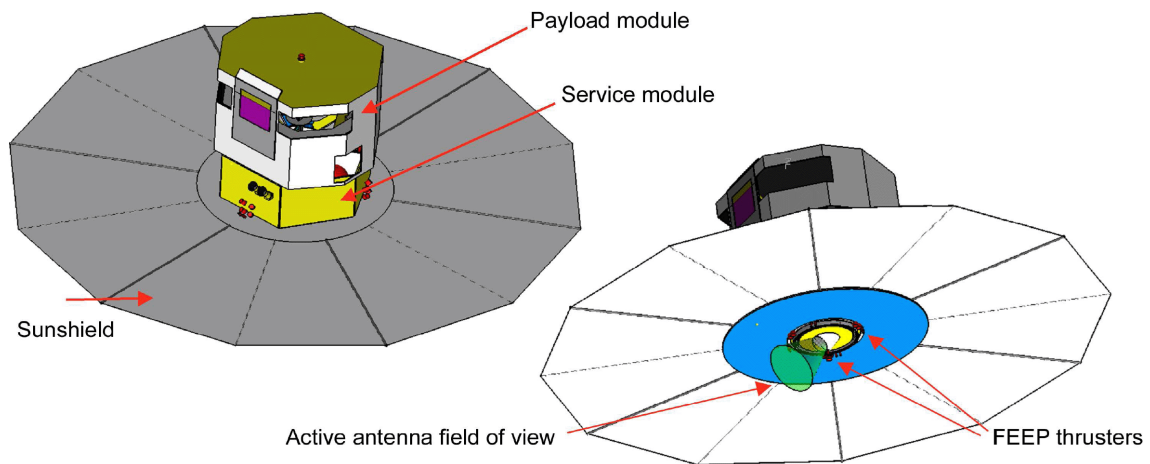 Payload module
Service module
Sunshield
Active antenna field of view
FEEP thrusters